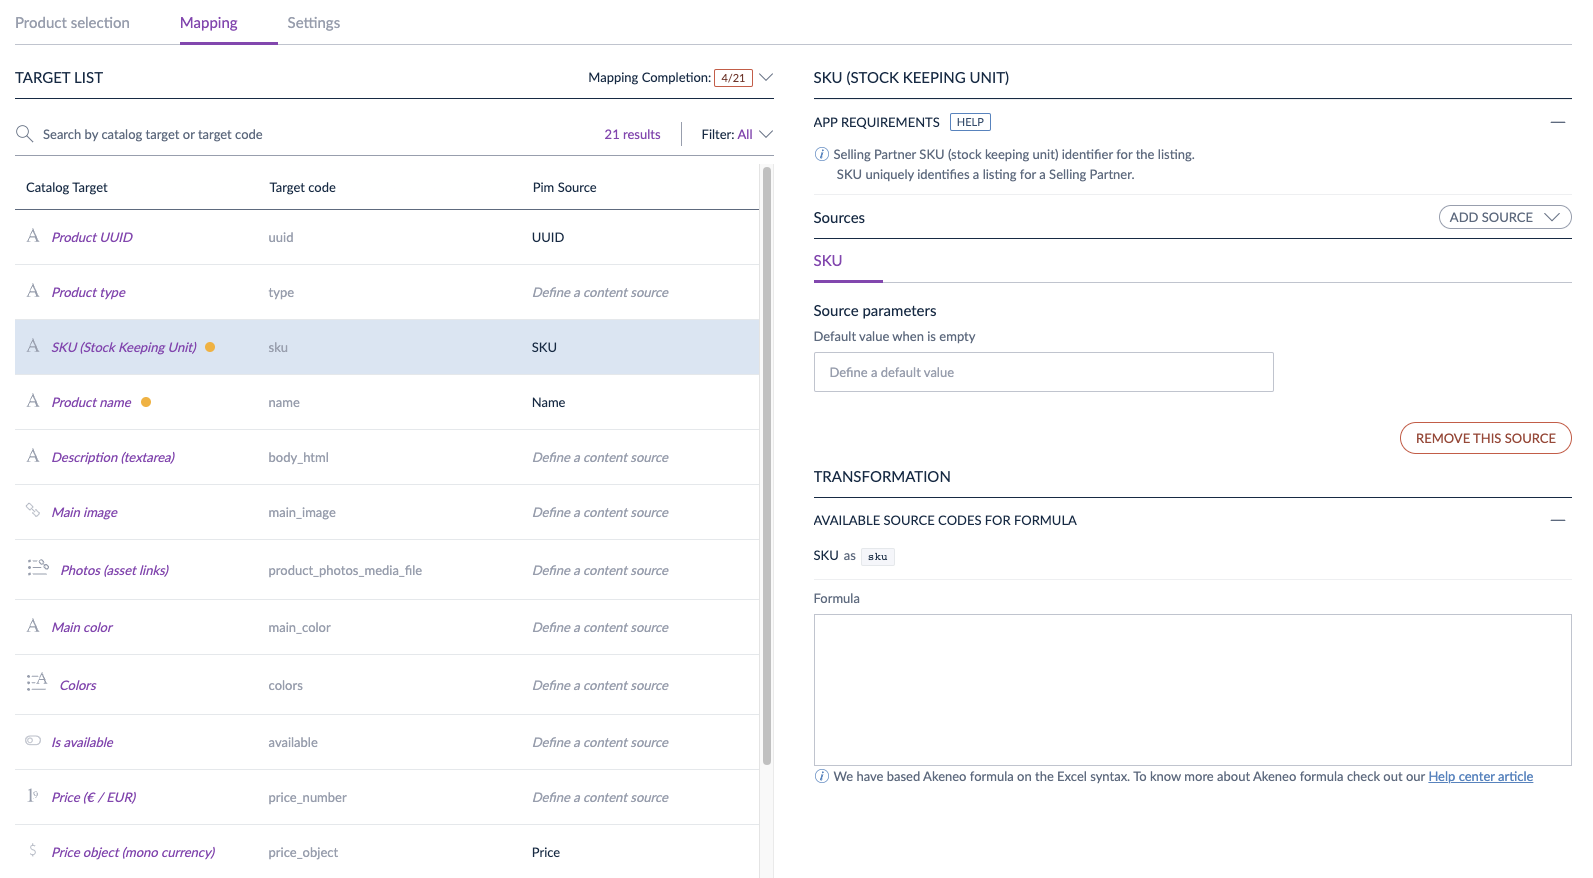 Product selection Mapping Settings
TARGET LIST Mapping Completion: 4/21
Search by catalog target or target code 21 results Filter: All
Catalog Target Target code Pim Source
Product UUID uuid UUID
Product type type Define a content source
SKU (Stock Keeping Unit) sku SKU
Product name name Name
Description (textarea) body_html Define a content source
Main image main_image Define a content source
Photos (asset links) product_photos_media_file Define a content source
Main color main_color Define a content source
Colors colors Define a content source
Is available available Define a content source
Price (€ / EUR) price_number Define a content source
Price object (mono currency) price_object Price
SKU (STOCK KEEPING UNIT)
APP REQUIREMENTS HELP
Selling Partner SKU (stock keeping unit) identifier for the listing.
SKU uniquely identifies a listing for a Selling Partner.
Sources ADD SOURCE
SKU
Source parameters
Default value when is empty
Define a default value
REMOVE THIS SOURCE
TRANSFORMATION
AVAILABLE SOURCE CODES FOR FORMULA
SKU as sku
Formula
We have based Akeneo formula on the Excel syntax. To know more about Akeneo formula check out our Help center article